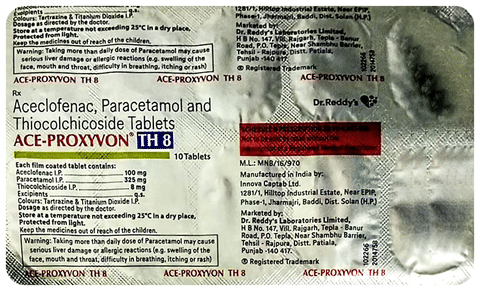 Excipients q.s.
Colours: Tartrazine & Titanium Dioxide I.P.
Dosage as directed by the doctor.
Store at a temperature not exceeding 25°C in a dry place,
Protected from light.
Keep the medicines out of reach of the children.
Warning: Taking more than daily dose of Paracetamol may cause
serious liver damage or allergic reactions (e.g. swelling of the
face, mouth and throat, difficulty in breathing, itching or rash)
ACE-PROXYVON TH 8
1281/1, Hilltop Industrial Estate, Near EPIP,
Phase-1, Jharmajri, Baddi, Dist. Solan (H.P.)
Marketed by:
Dr. Reddy's Laboratories Limited,
H B No. 147, Vill. Rajgarh, Tepla - Banur
Road, P.O. Tepla, Near Shambhu Barrier,
Tehsil - Rajpura, Distt. Patiala,
Punjab -140 417.
® Registered Trademark
ACE-PROXYVON TH 8
Rx
Aceclofenac, Paracetamol and
Thiocolchicoside Tablets
ACE-PROXYVON® TH 8
10 Tablets
Dr.Reddy's
Each film coated tablet contains:
Aceclofenac I.P. 100 mg
Paracetamol I.P. 325 mg
Thiocolchicoside I.P. 8 mg
Excipients q.s.
Colours: Tartrazine & Titanium Dioxide I.P.
Dosage as directed by the doctor.
Store at a temperature not exceeding 25°C in a dry place,
Protected from light.
Keep the medicines out of reach of the children.
Warning: Taking more than daily dose of Paracetamol may cause
serious liver damage or allergic reactions (e.g. swelling of the
face, mouth and throat, difficulty in breathing, itching or rash)
ACE-PROXYVON TH 8
M.L.: MNB/16/970
Manufactured in India by:
Innova Captab Ltd.
1281/1, Hilltop Industrial Estate, Near EPIP,
Phase-1, Jharmajri, Baddi, Dist. Solan (H.P.)
Marketed by:
Dr. Reddy's Laboratories Limited,
H B No. 147, Vill. Rajgarh, Tepla - Banur
Road, P.O. Tepla, Near Shambhu Barrier,
Tehsil - Rajpura, Distt. Patiala,
Punjab -140 417.
® Registered Trademark
ACE-PROXYVON TH 8